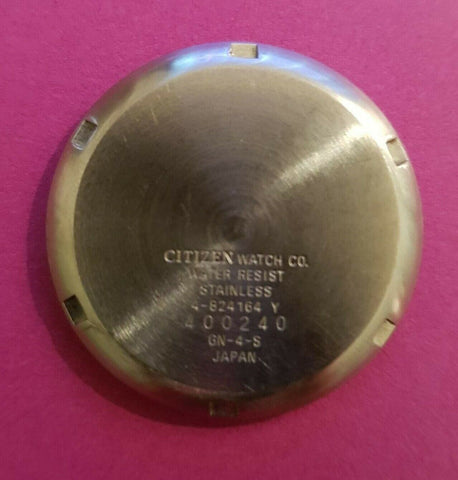 CITIZEN WATCH CO.
WATER RESIST
STAINLESS
4-824164 Y
400240
GN-4-S
JAPAN